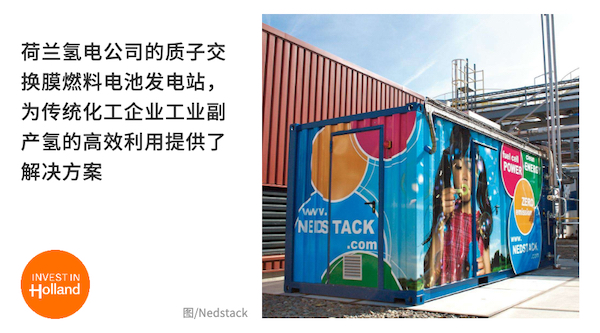 荷兰氢电公司的质子交
换膜燃料电池发电站，
为传统化工企业工业副
产氢的高效利用提供了
解决方案
INVEST IN
Holland
图/Nedstack
www.
NEDSTACK
.com
fuel cell
POWER
clean
ENERGY
ZERO
emission
www.
NEDSTACK
.com